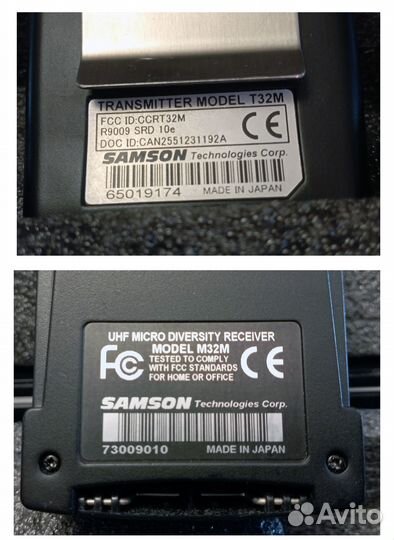 TRANSMITTER MODEL T32M
FCC ID:CCRT32M
R9009 SRD 10e
DOC ID:CAN2551231192A
CE
SAMSON Technologies Corp.
65019174 MADE IN JAPAN
UHF MICRO DIVERSITY RECEIVER
MODEL M32M
FC TESTED TO COMPLY
WITH FCC STANDARDS
FOR HOME OR OFFICE
CE
SAMSON Technologies Corp.
73009010 MADE IN JAPAN
Avito